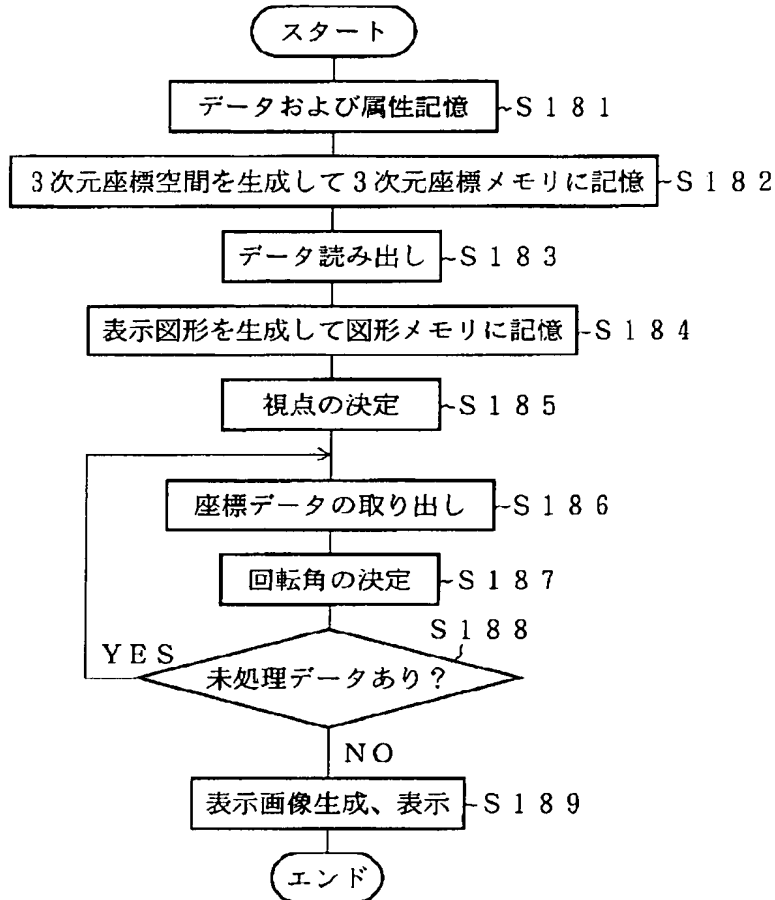 スタート
データおよび属性記憶 ~S181
3次元座標空間を生成して3次元座標メモリに記憶 ~S182
データ読み出し ~S183
表示図形を生成して図形メモリに記憶 ~S184
視点の決定 ~S185
座標データの取り出し ~S186
回転角の決定 ~S187
S188
YES
未処理データあり?
NO
表示画像生成、表示 ~S189
エンド